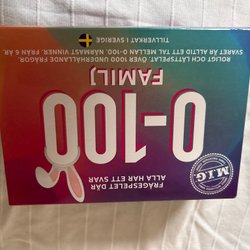 MIG
FRÅGESPELET DÄR
ALLA HAR ETT SVAR
0-100
FAMILJ
ROLIGT OCH LÄTTSPELAT. ÖVER 1000 UNDERHÅLLANDE FRÅGOR.
SVARET ÄR ALLTID ETT TAL MELLAN 0-100. NÄRMAST VINNER. FRÅN 6 ÅR.
TILLVERKAT I SVERIGE